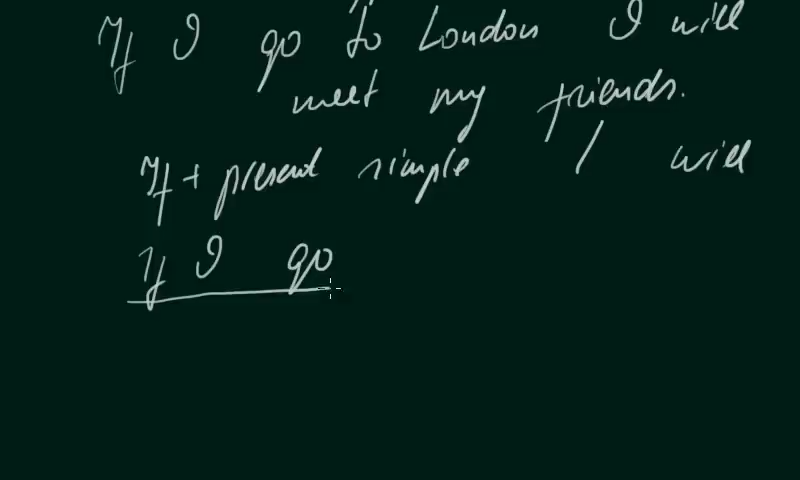 If I go to London I will
meet my friends.
If + present simple / will
If I go